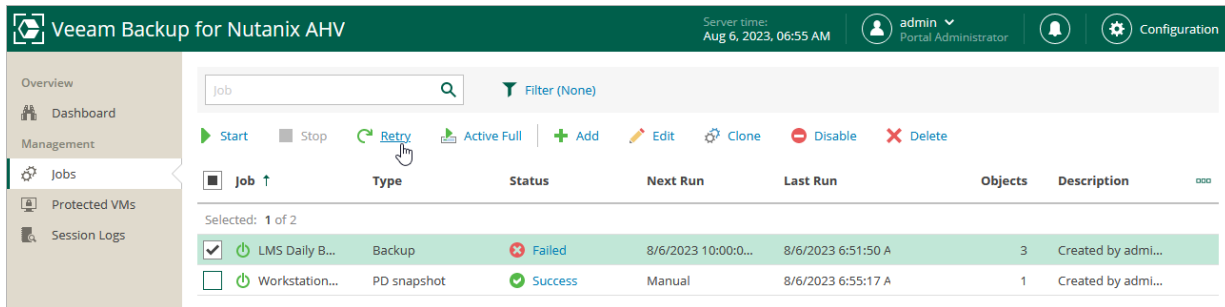 Veeam Backup for Nutanix AHV
Server time:
Aug 6, 2023, 06:55 AM
admin
Portal Administrator
Configuration
Overview
Dashboard
Management
Jobs
Protected VMs
Session Logs
Job
Filter (None)
Start Stop Retry Active Full Add Edit Clone Disable Delete
Job Type Status Next Run Last Run Objects Description
Selected: 1 of 2
LMS Daily B... Backup Failed 8/6/2023 10:00:0... 8/6/2023 6:51:50 A 3 Created by admi...
Workstation... PD snapshot Success Manual 8/6/2023 6:55:17 A 1 Created by admi...